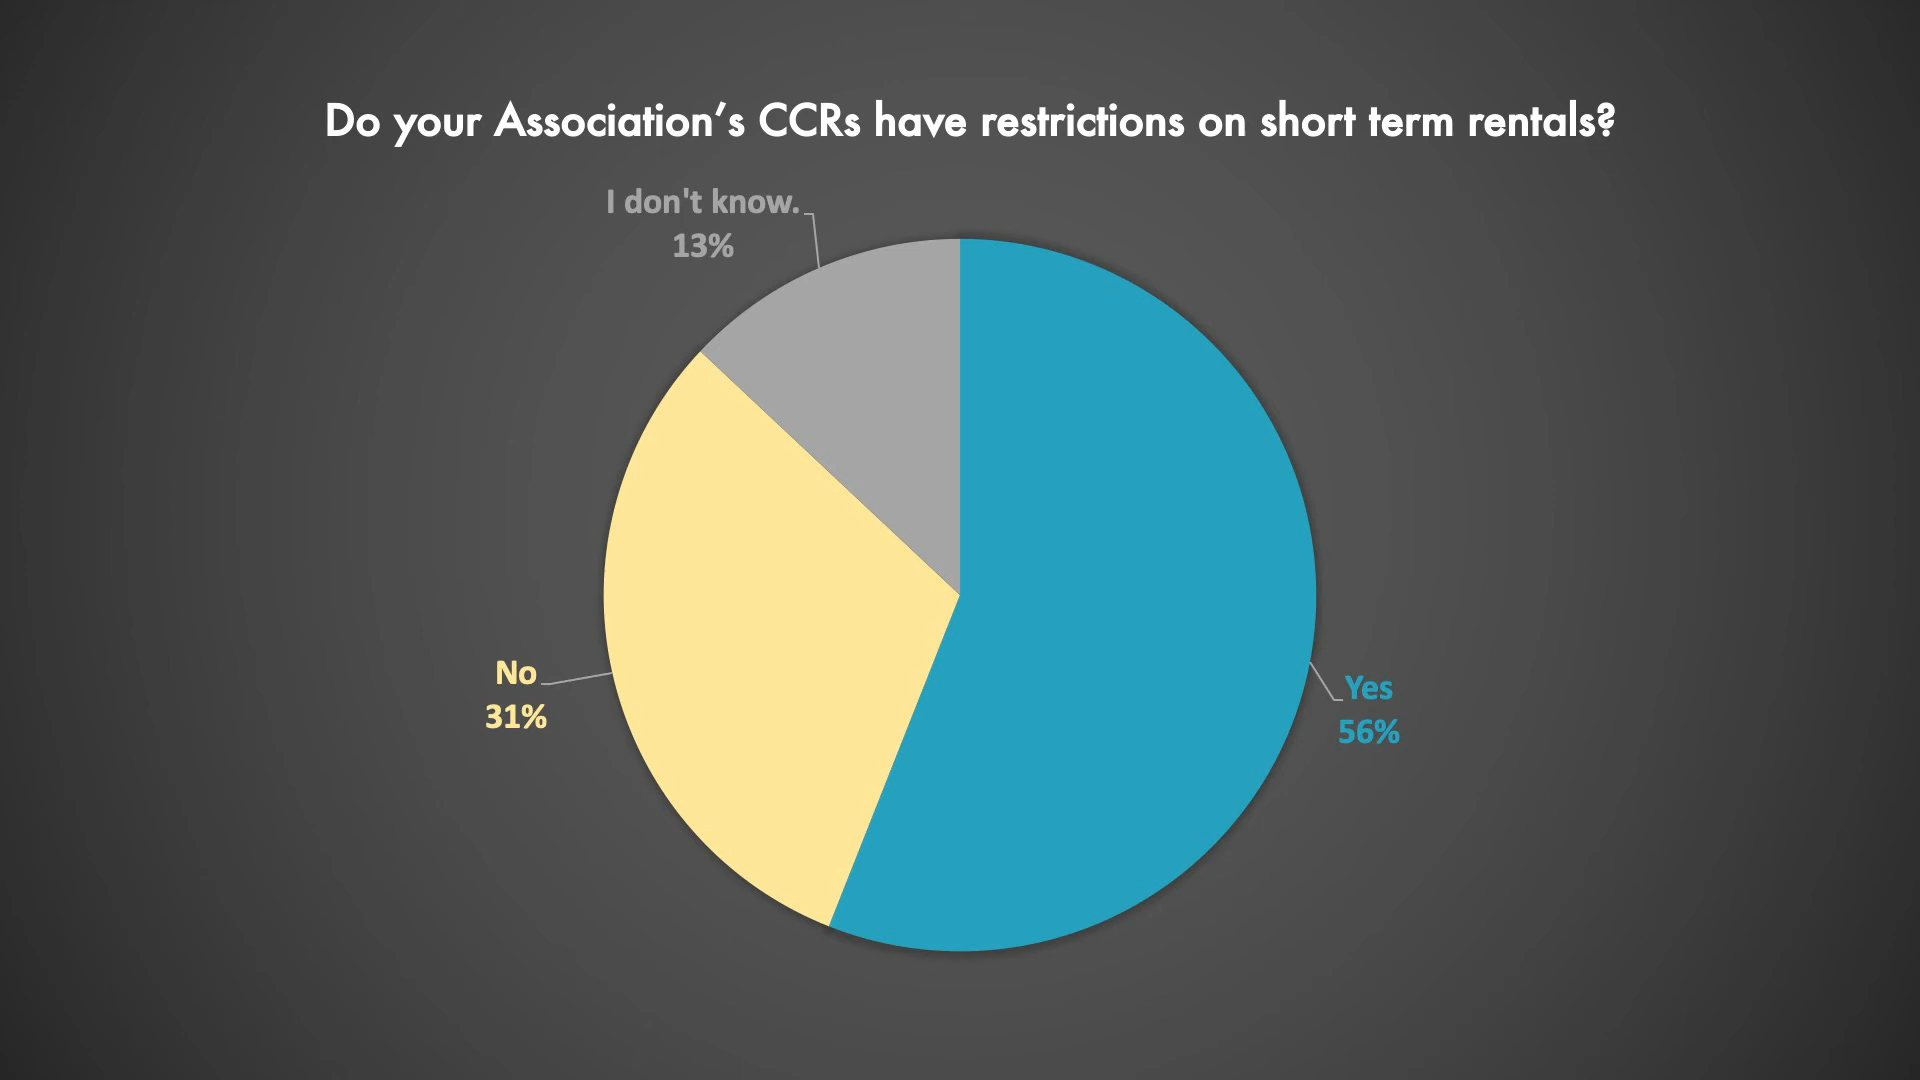 Do your Association’s CCRs have restrictions on short term rentals?
I don't know.
13%
No
31%
Yes
56%